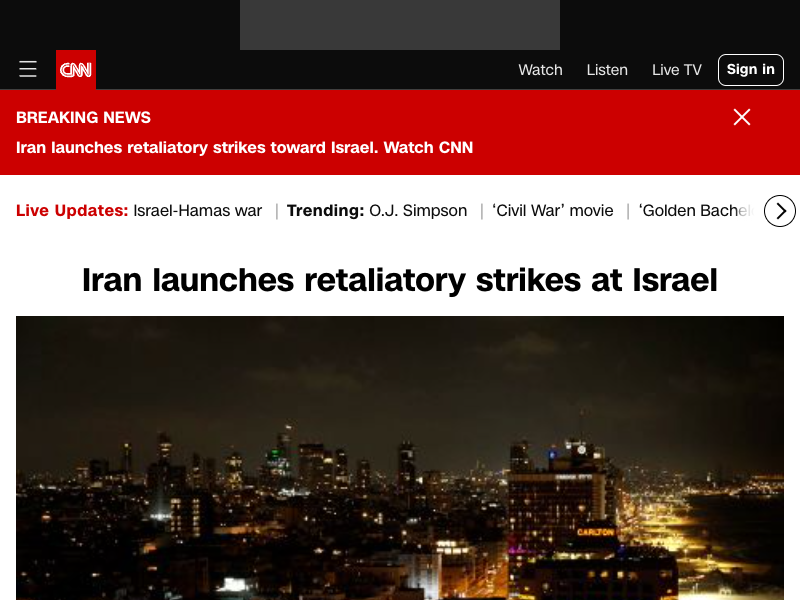 CNN
Watch Listen Live TV Sign in
BREAKING NEWS
Iran launches retaliatory strikes toward Israel. Watch CNN
Live Updates: Israel-Hamas war | Trending: O.J. Simpson | ‘Civil War’ movie | ‘Golden
Iran launches retaliatory strikes at Israel
CARLTON